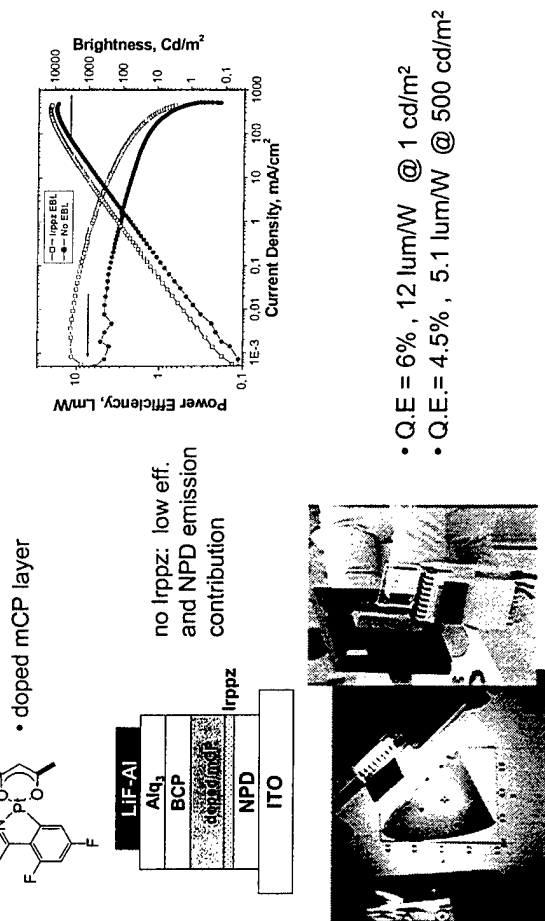 • doped mCP layer
N
Pt
O
O
F
F
LiF-Al
Alq3
BCP
doped mCP
Irppz
NPD
ITO
no Irppz: low eff.
and NPD emission
contribution
Brightness, Cd/m²
10000
1000
100
10
1
0,1
Irppz EBL
No EBL
Power Efficiency, Lm/W
10
1
0.1
1E-3
0.01
0,1
1
10
100
1000
Current Density, mA/cm²
• Q.E = 6% , 12 lum/W @ 1 cd/m²
• Q.E.= 4.5% , 5.1 lum/W @ 500 cd/m²